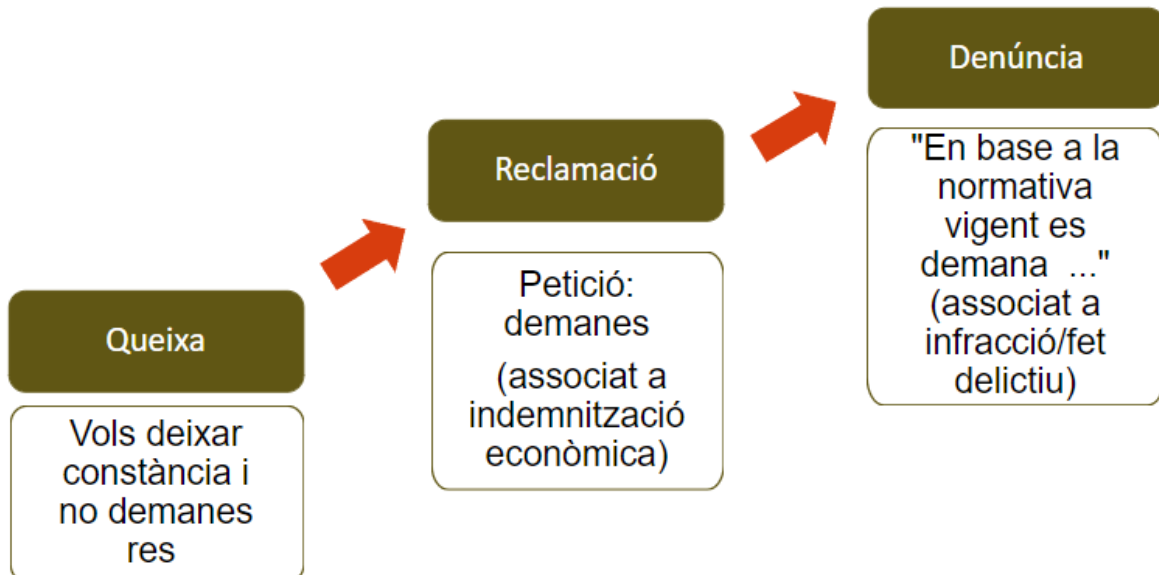 Queixa
Vols deixar
constància i
no demanes
res
Reclamació
Petició:
demanes
(associat a
indemnització
econòmica)
Denúncia
"En base a la
normativa
vigent es
demana ..."
(associat a
infracció/fet
delictiu)